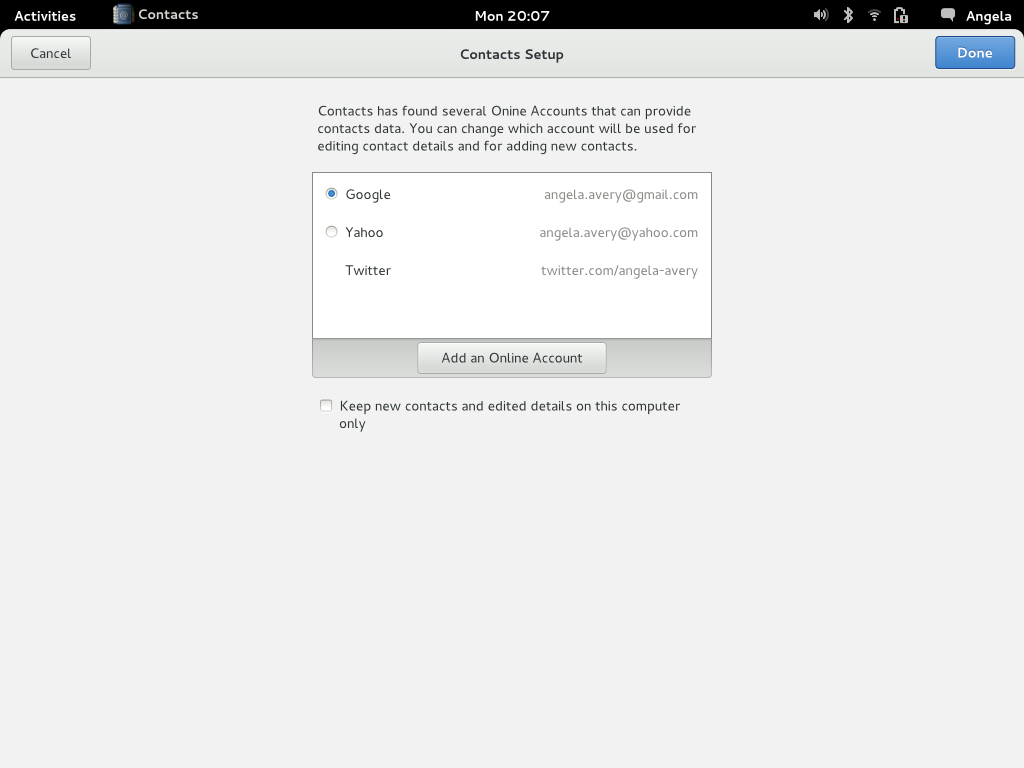 Activities Contacts Mon 20:07 Angela
Cancel Contacts Setup Done
Contacts has found several Onine Accounts that can provide
contacts data. You can change which account will be used for
editing contact details and for adding new contacts.
Google angela.avery@gmail.com
Yahoo angela.avery@yahoo.com
Twitter twitter.com/angela-avery
Add an Online Account
Keep new contacts and edited details on this computer
only